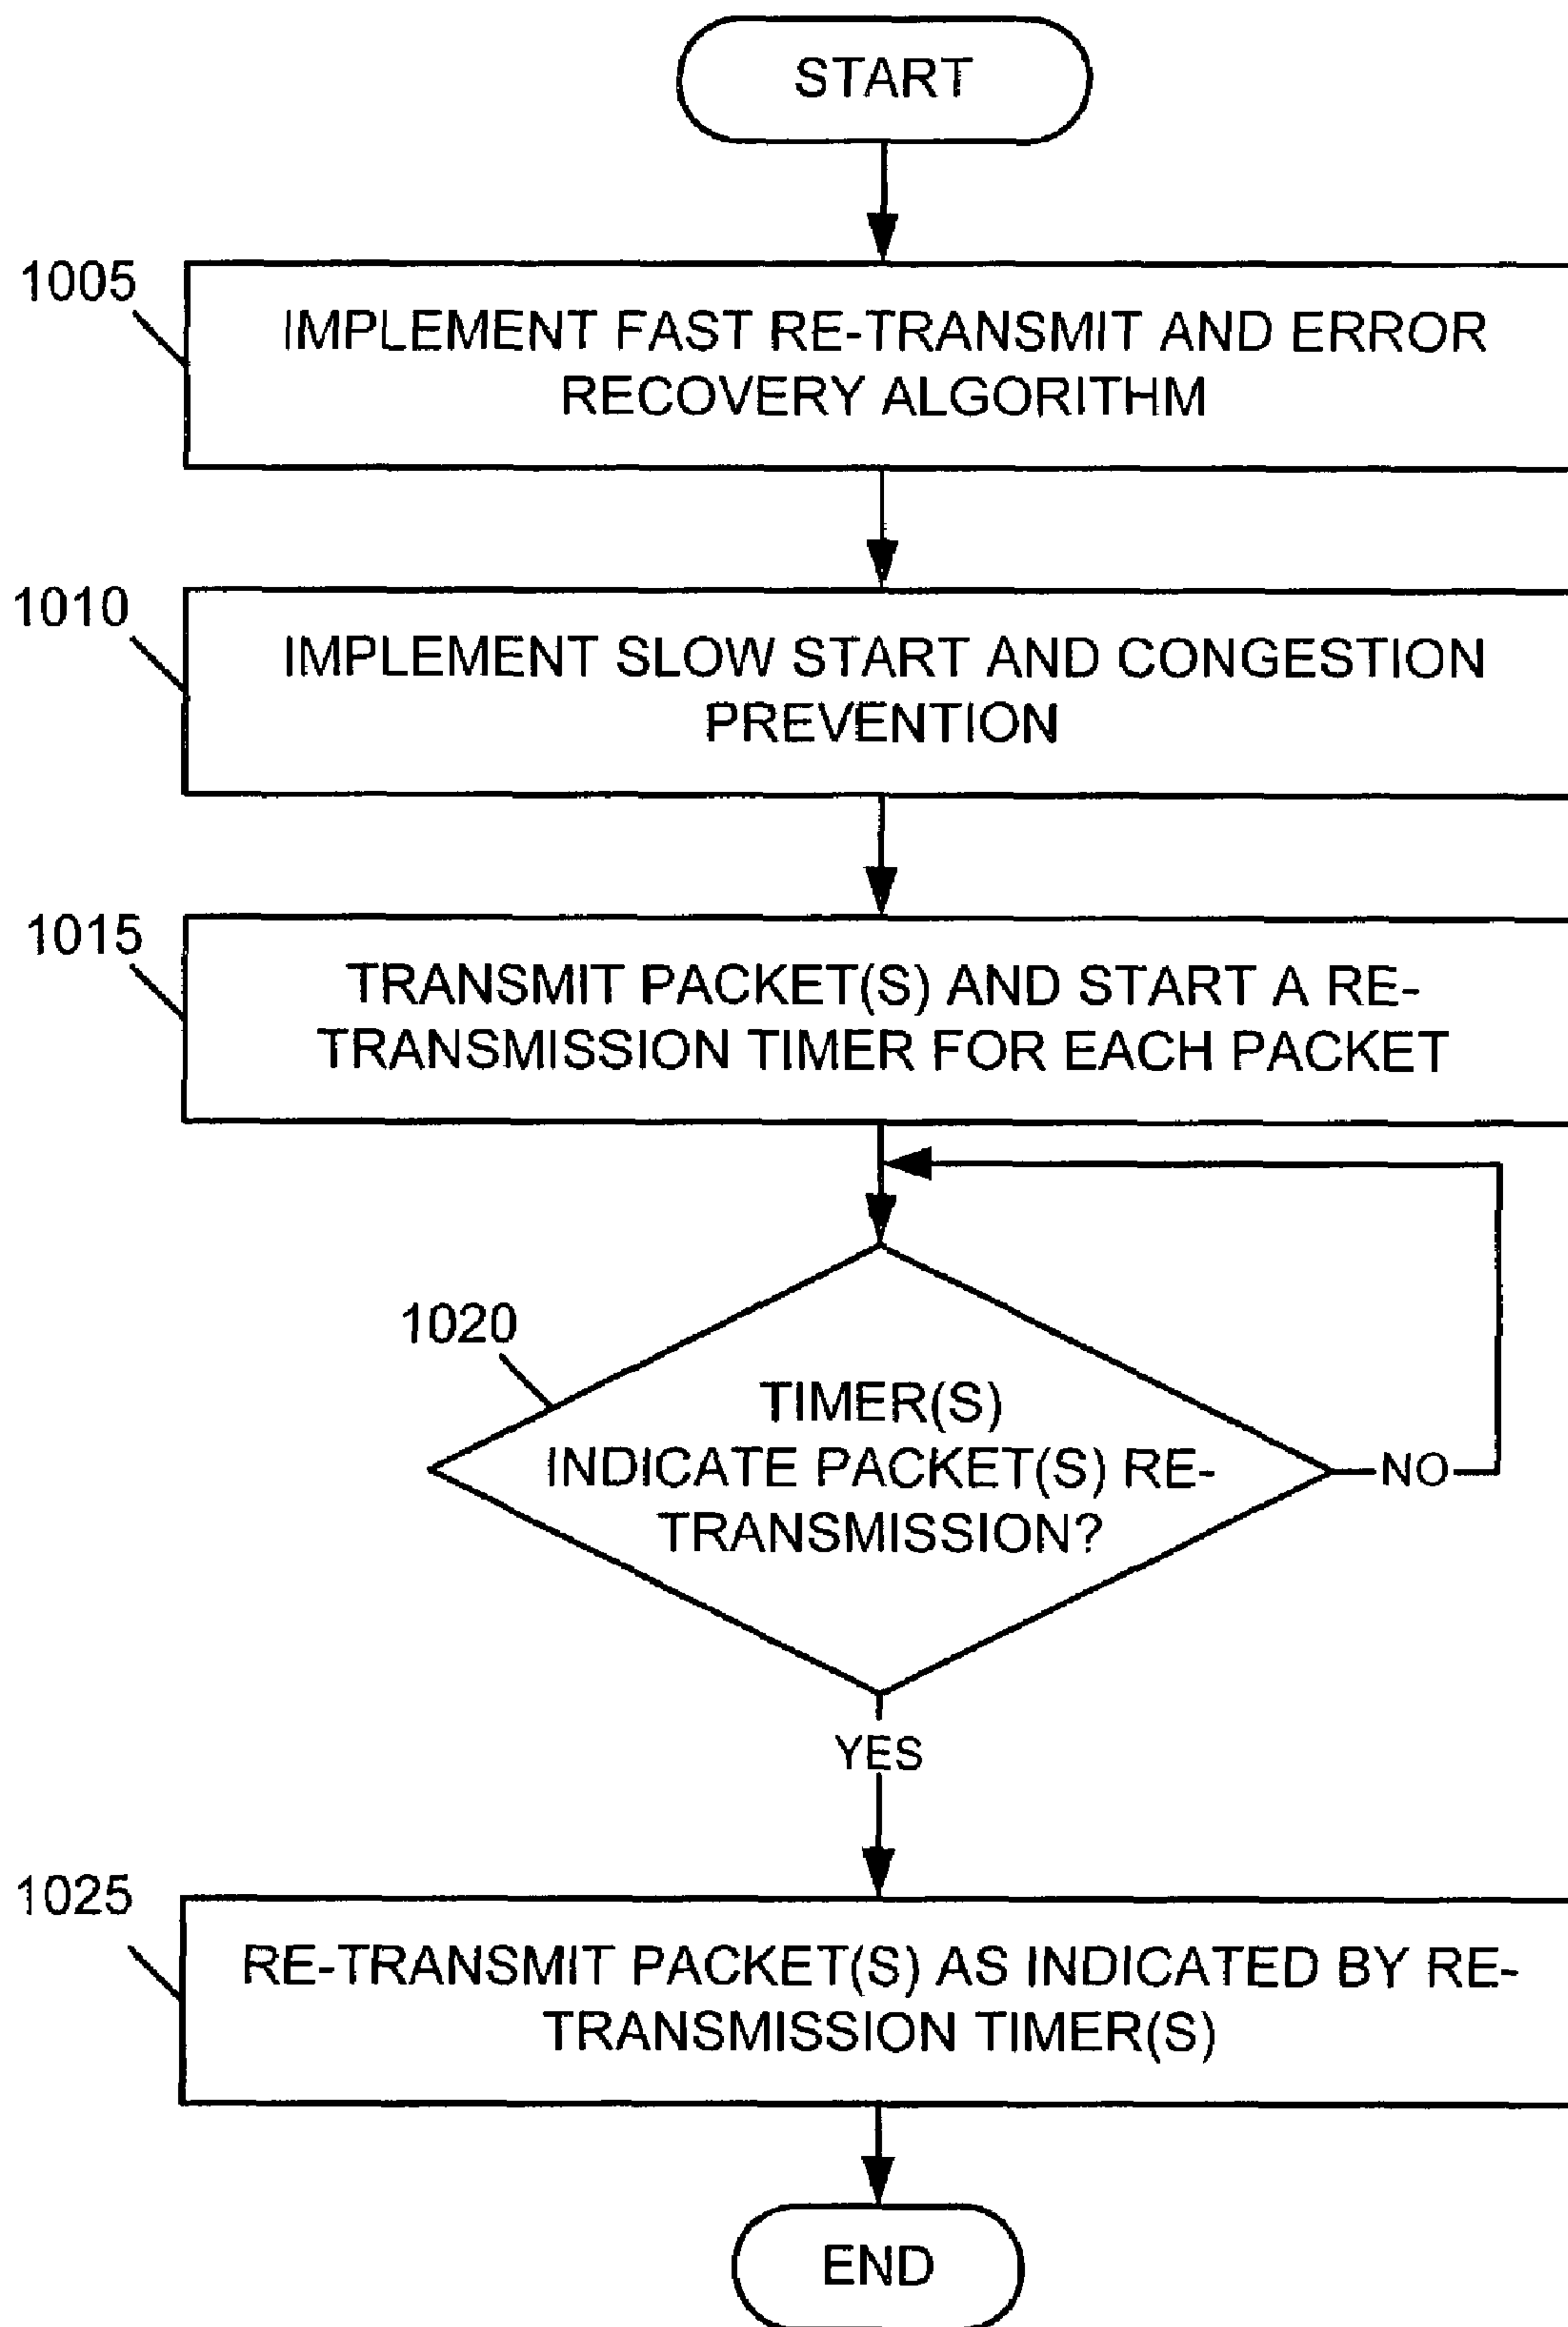 START
1005
IMPLEMENT FAST RE-TRANSMIT AND ERROR
RECOVERY ALGORITHM
1010
IMPLEMENT SLOW START AND CONGESTION
PREVENTION
1015
TRANSMIT PACKET(S) AND START A RE-
TRANSMISSION TIMER FOR EACH PACKET
1020
TIMER(S)
INDICATE PACKET(S) RE-
TRANSMISSION?
NO
YES
1025
RE-TRANSMIT PACKET(S) AS INDICATED BY RE-
TRANSMISSION TIMER(S)
END